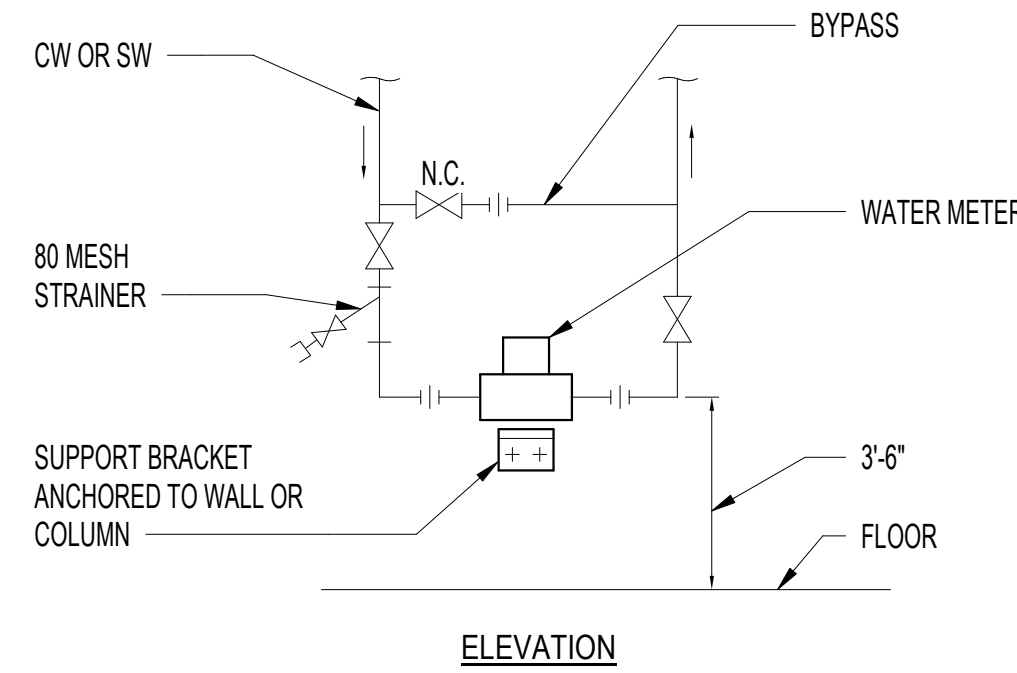 BYPASS
CW OR SW
N.C.
WATER METER
80 MESH
STRAINER
SUPPORT BRACKET
ANCHORED TO WALL OR
COLUMN
3'-6"
FLOOR
ELEVATION